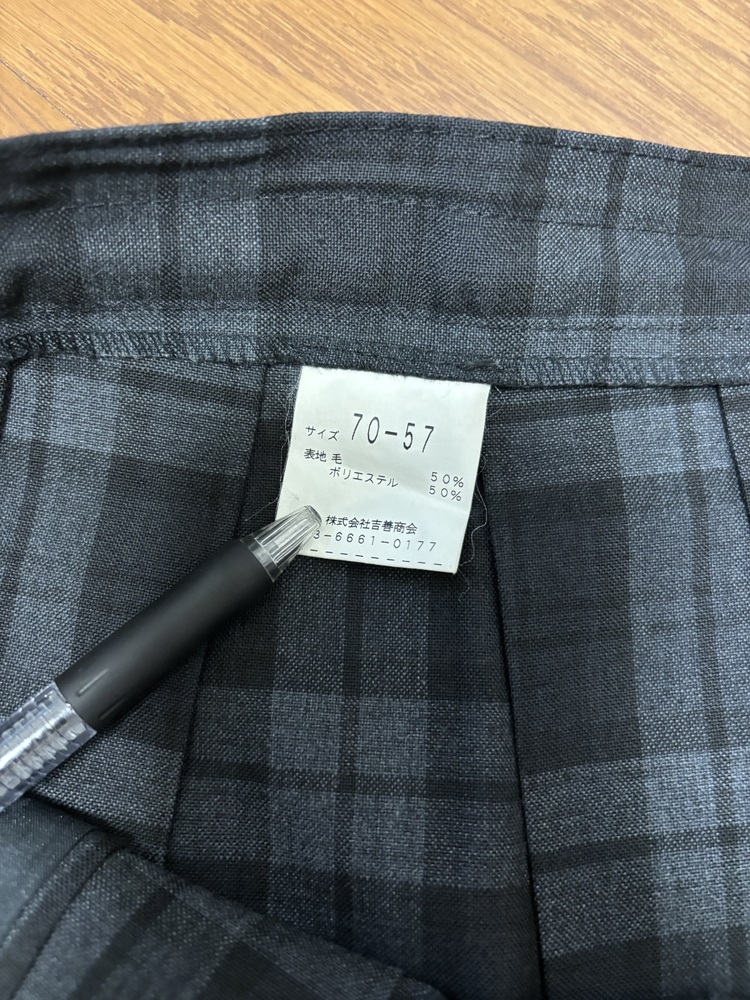 サイズ 70-57
表地 毛 50%
ポリエステル 50%
株式会社吉善商会
3-6661-0177